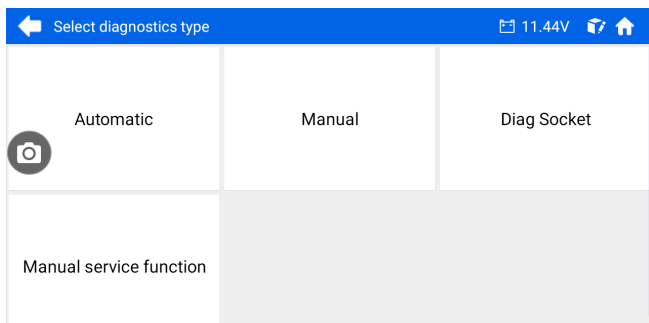 Select diagnostics type 11.44V
Automatic Manual Diag Socket
Manual service function